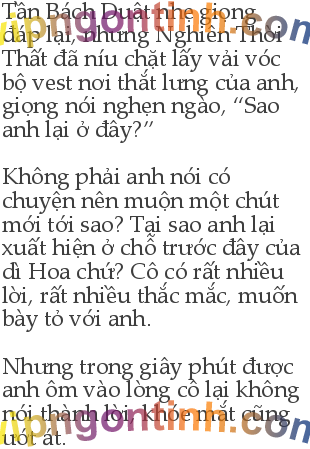 Tần Bách Duật nhẹ giọng
đáp lại, nhưng Nghiên Thời
Thất đã níu chặt lấy vải vóc
bộ vest nơi thắt lưng của anh,
giọng nói nghẹn ngào, “Sao
anh lại ở đây?”

Không phải anh nói có
chuyện nên muộn một chút
mới tới sao? Tại sao anh lại
xuất hiện ở chỗ trước đây của
dì Hoa chứ? Cô có rất nhiều
lời, rất nhiều thắc mắc, muốn
bày tỏ với anh.

Nhưng trong giây phút được
anh ôm vào lòng cô lại không
nói thành lời, khóe mắt cũng
ướt át.
vipngontinh.com
vipngontinh.com